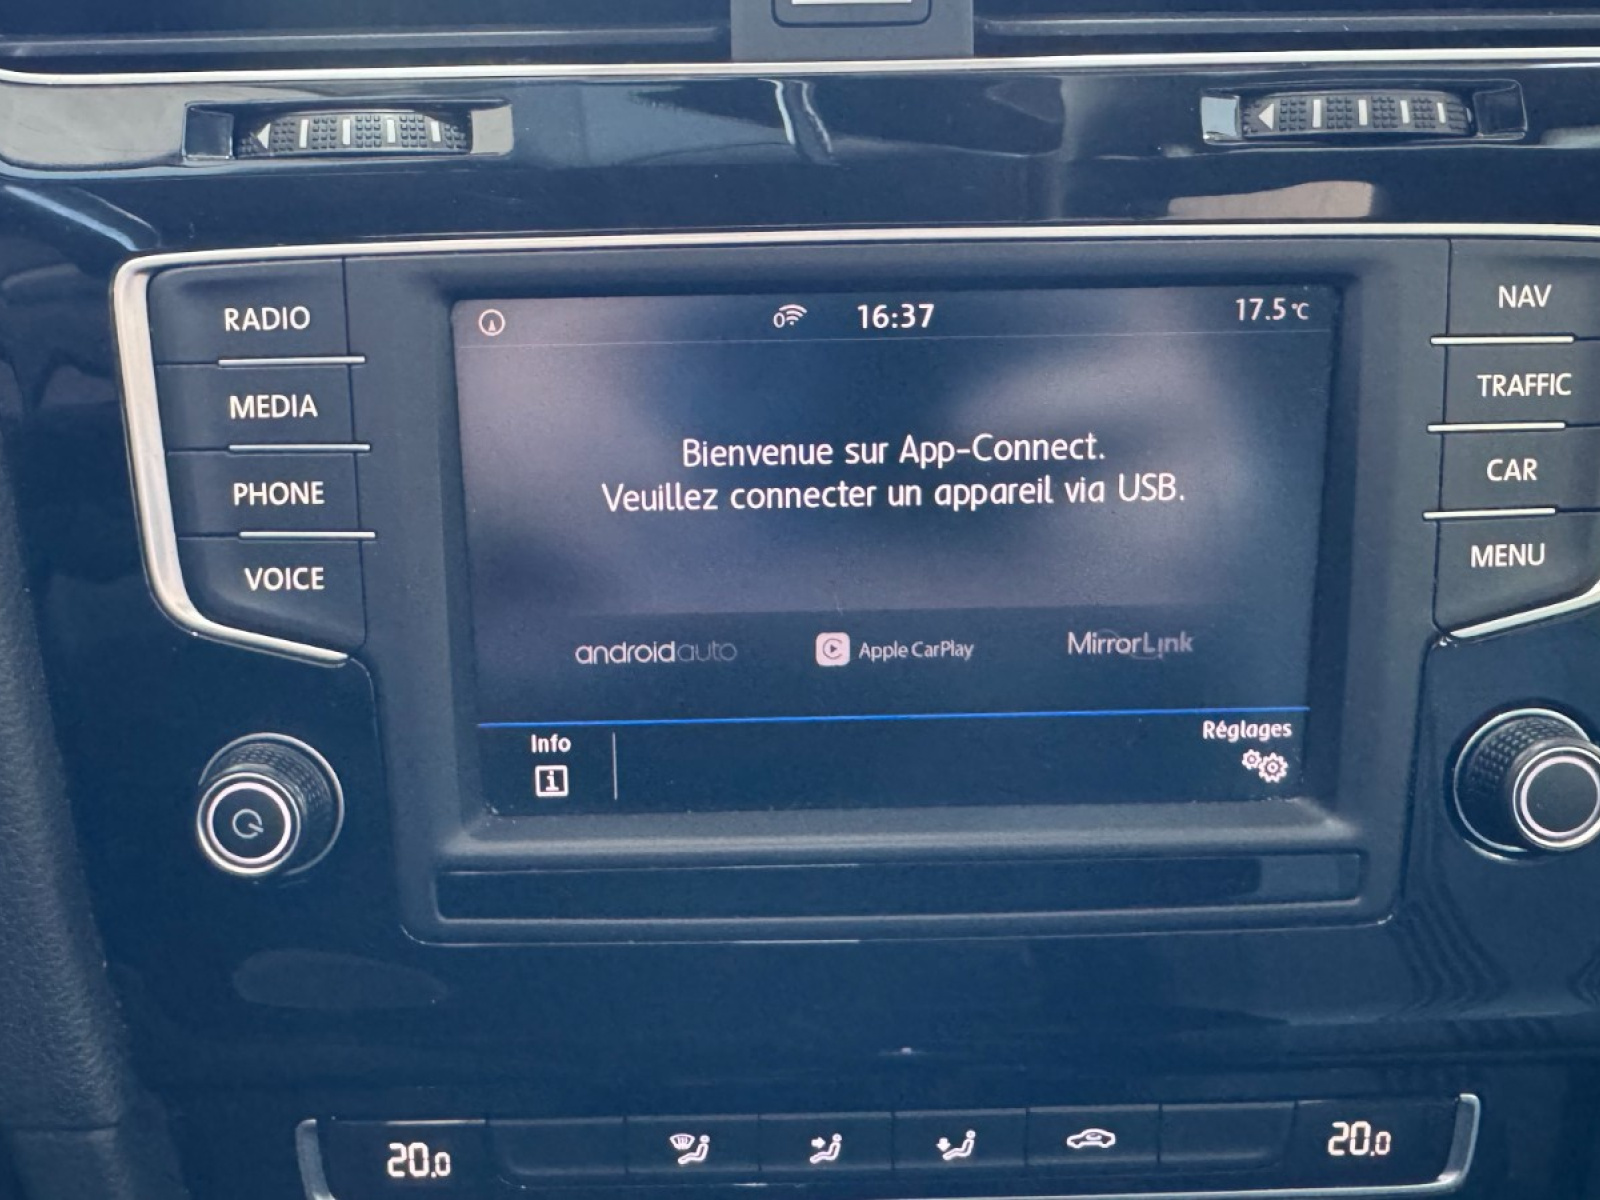 RADIO
MEDIA
PHONE
VOICE
0
16:37
17.5 °C
Bienvenue sur App-Connect.
Veuillez connecter un appareil via USB.
androidauto
Apple CarPlay
MirrorLink
Info
i
Réglages
NAV
TRAFFIC
CAR
MENU
20.0
20.0